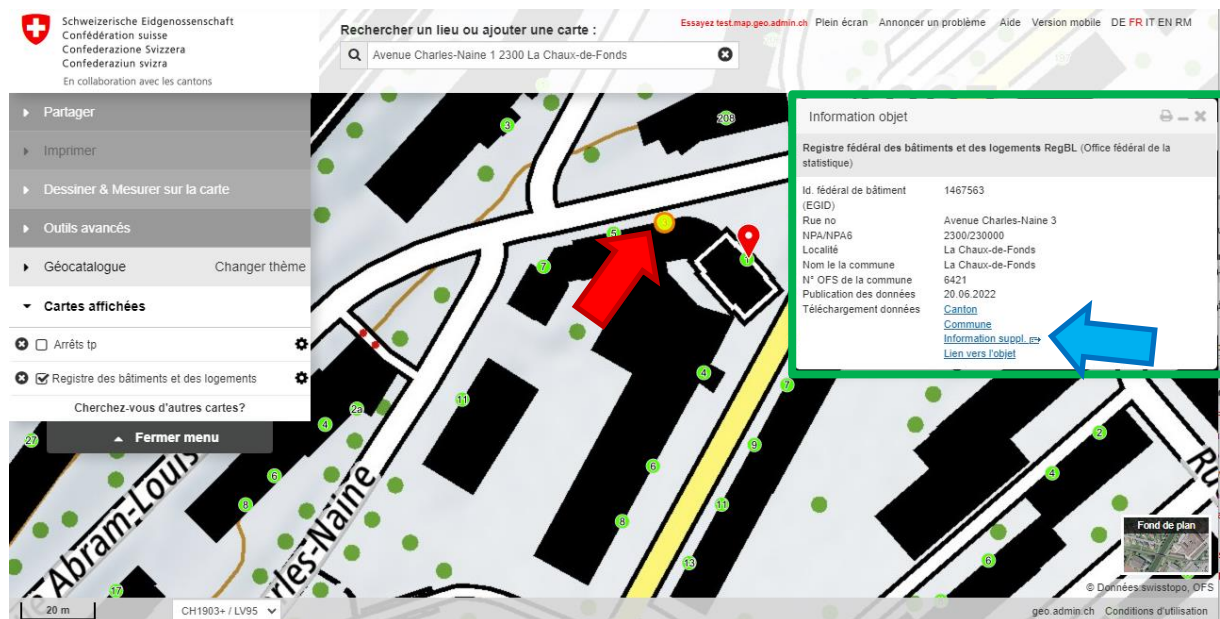 Schweizerische Eidgenossenschaft
Confédération suisse
Confederazione Svizzera
Confederaziun svizra
En collaboration avec les cantons
Rechercher un lieu ou ajouter une carte :
Avenue Charles-Naine 1 2300 La Chaux-de-Fonds
Essayez test.map.geo.admin.ch Plein écran Annoncer un problème Aide Version mobile DE FR IT EN RM
Partager
Imprimer
Dessiner & Mesurer sur la carte
Outils avancés
Géocatalogue Changer thème
Cartes affichées
Arrêts tp
Registre des bâtiments et des logements
Cherchez-vous d'autres cartes?
Fermer menu
Information objet
Registre fédéral des bâtiments et des logements RegBL (Office fédéral de la
statistique)
Id. fédéral de bâtiment 1467563
(EGID)
Rue no Avenue Charles-Naine 3
NPA/NPA6 2300/230000
Localité La Chaux-de-Fonds
Nom le la commune La Chaux-de-Fonds
N° OFS de la commune 6421
Publication des données 20.06.2022
Téléchargement données Canton
Commune
Information suppl.
Lien vers l'objet
3
208
5
7
1
4
7
11
2a
4
27
6
8
9
6
11
8
13
2
4
6
17
Abram-Louis
rles-Naine
Ru
Fond de plan
© Données:swisstopo, OFS
20 m
CH1903+ / LV95
geo.admin.ch Conditions d'utilisation